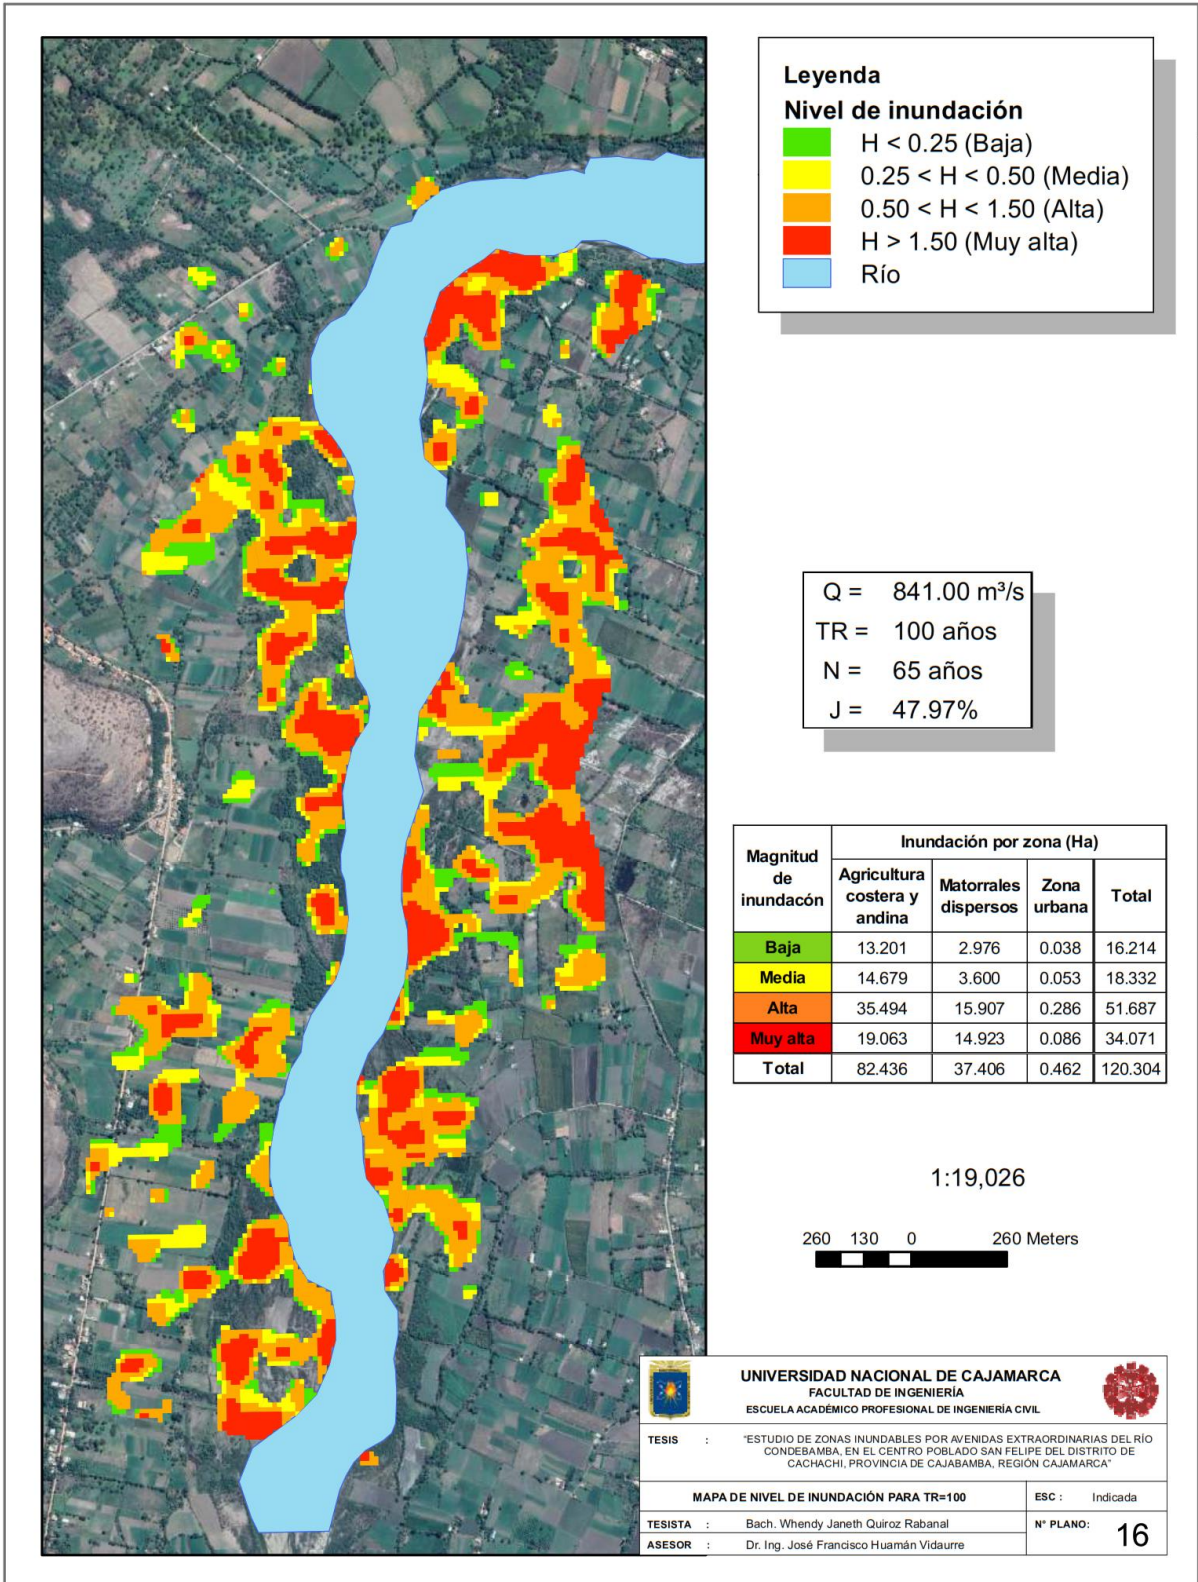 Leyenda
Nivel de inundación
H < 0.25 (Baja)
0.25 < H < 0.50 (Media)
0.50 < H < 1.50 (Alta)
H > 1.50 (Muy alta)
Río
Q = 841.00 m³/s
TR = 100 años
N = 65 años
J = 47.97%
Magnitud de inundacón
Inundación por zona (Ha)
Agricultura costera y andina
Matorrales dispersos
Zona urbana
Total
Baja 13.201 2.976 0.038 16.214
Media 14.679 3.600 0.053 18.332
Alta 35.494 15.907 0.286 51.687
Muy alta 19.063 14.923 0.086 34.071
Total 82.436 37.406 0.462 120.304
1:19,026
260 130 0 260 Meters
UNIVERSIDAD NACIONAL DE CAJAMARCA
FACULTAD DE INGENIERÍA
ESCUELA ACADÉMICO PROFESIONAL DE INGENIERÍA CIVIL
TESIS : "ESTUDIO DE ZONAS INUNDABLES POR AVENIDAS EXTRAORDINARIAS DEL RÍO
CONDEBAMBA, EN EL CENTRO POBLADO SAN FELIPE DEL DISTRITO DE
CACHACHI, PROVINCIA DE CAJABAMBA, REGIÓN CAJAMARCA"
MAPA DE NIVEL DE INUNDACIÓN PARA TR=100
ESC : Indicada
TESISTA : Bach. Whendy Janeth Quiroz Rabanal
ASESOR : Dr. Ing. José Francisco Huamán Vidaurre
N° PLANO: 16